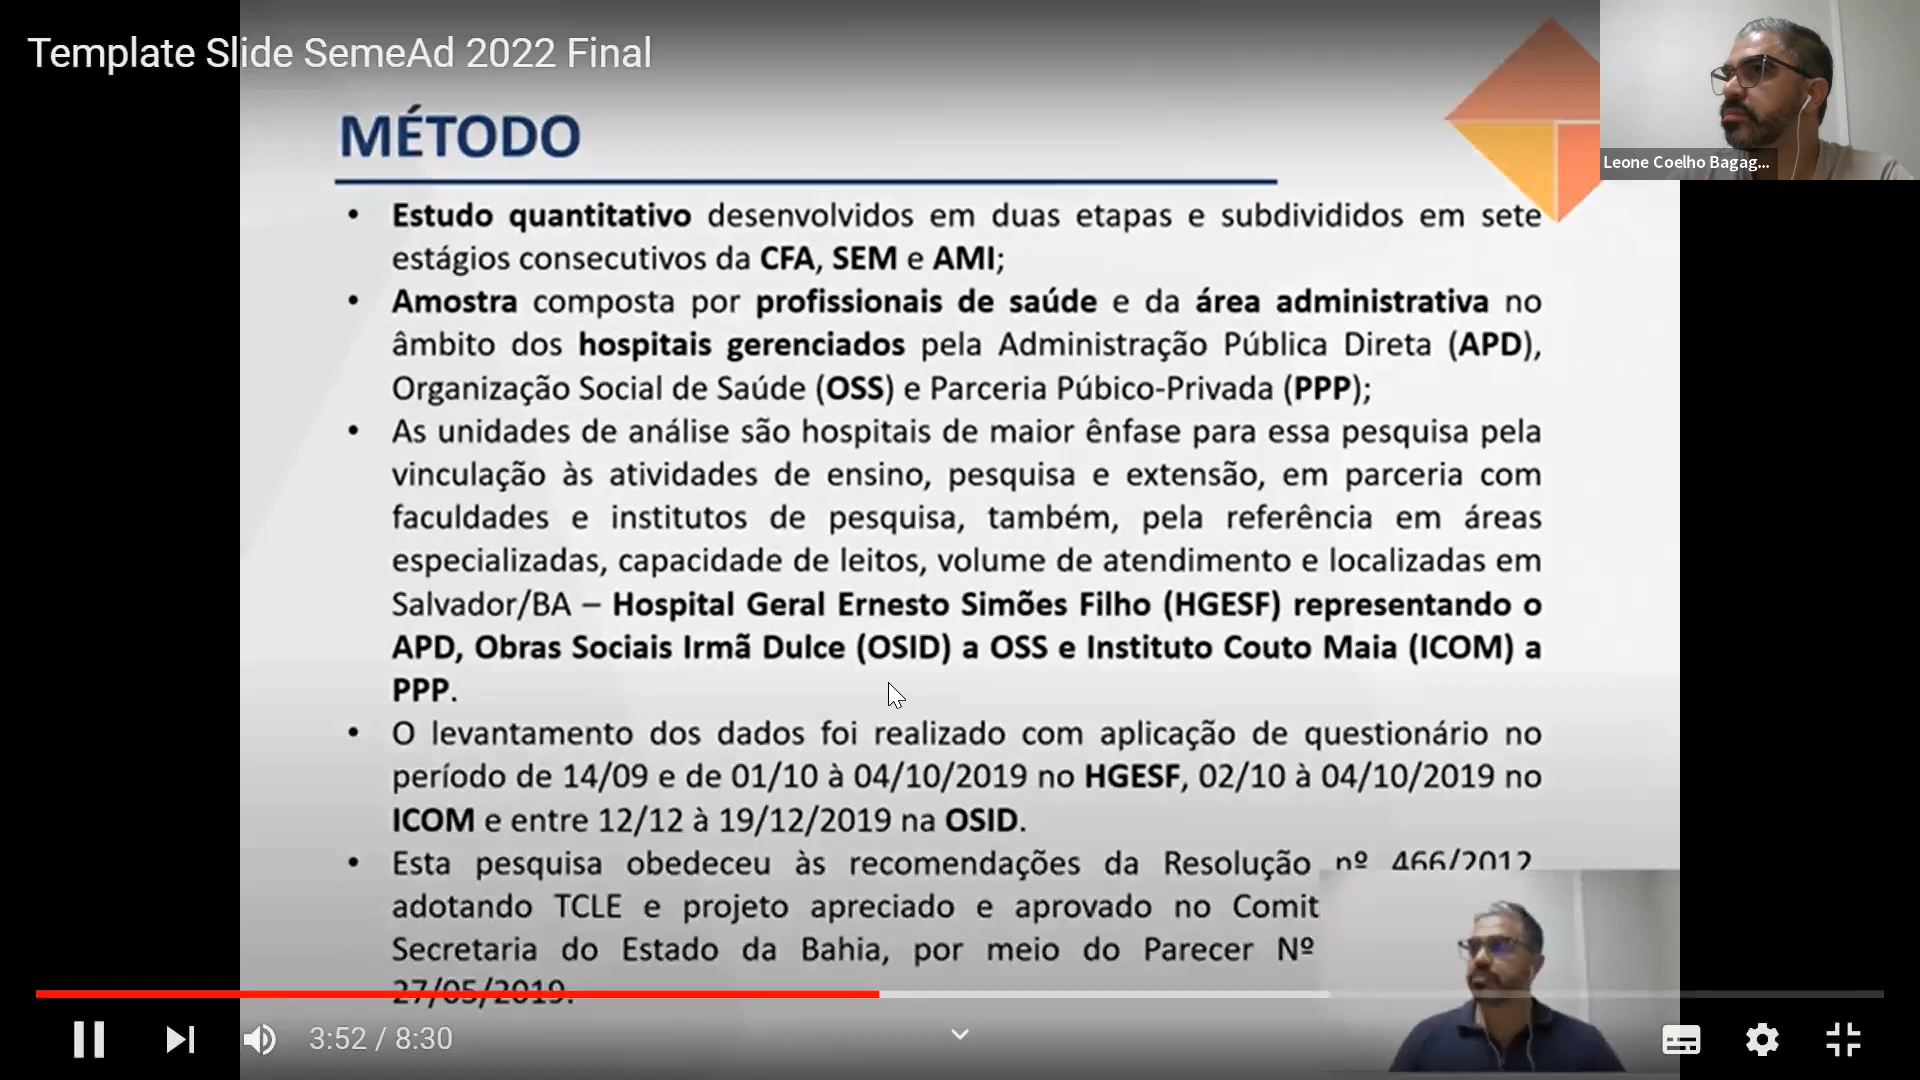 Template Slide SemeAd 2022 Final
MÉTODO
Leone Coelho Bagag...
• Estudo quantitativo desenvolvidos em duas etapas e subdivididos em sete
estágios consecutivos da CFA, SEM e AMI;
• Amostra composta por profissionais de saúde e da área administrativa no
âmbito dos hospitais gerenciados pela Administração Pública Direta (APD),
Organização Social de Saúde (OSS) e Parceria Púbico-Privada (PPP);
• As unidades de análise são hospitais de maior ênfase para essa pesquisa pela
vinculação às atividades de ensino, pesquisa e extensão, em parceria com
faculdades e institutos de pesquisa, também, pela referência em áreas
especializadas, capacidade de leitos, volume de atendimento e localizadas em
Salvador/BA – Hospital Geral Ernesto Simões Filho (HGESF) representando o
APD, Obras Sociais Irmã Dulce (OSID) a OSS e Instituto Couto Maia (ICOM) a
PPP.
• O levantamento dos dados foi realizado com aplicação de questionário no
período de 14/09 e de 01/10 à 04/10/2019 no HGESF, 02/10 à 04/10/2019 no
ICOM e entre 12/12 à 19/12/2019 na OSID.
• Esta pesquisa obedeceu às recomendações da Resolução nº 466/2012
adotando TCLE e projeto apreciado e aprovado no Comit
Secretaria do Estado da Bahia, por meio do Parecer Nº
27/05/2019.
3:52 / 8:30